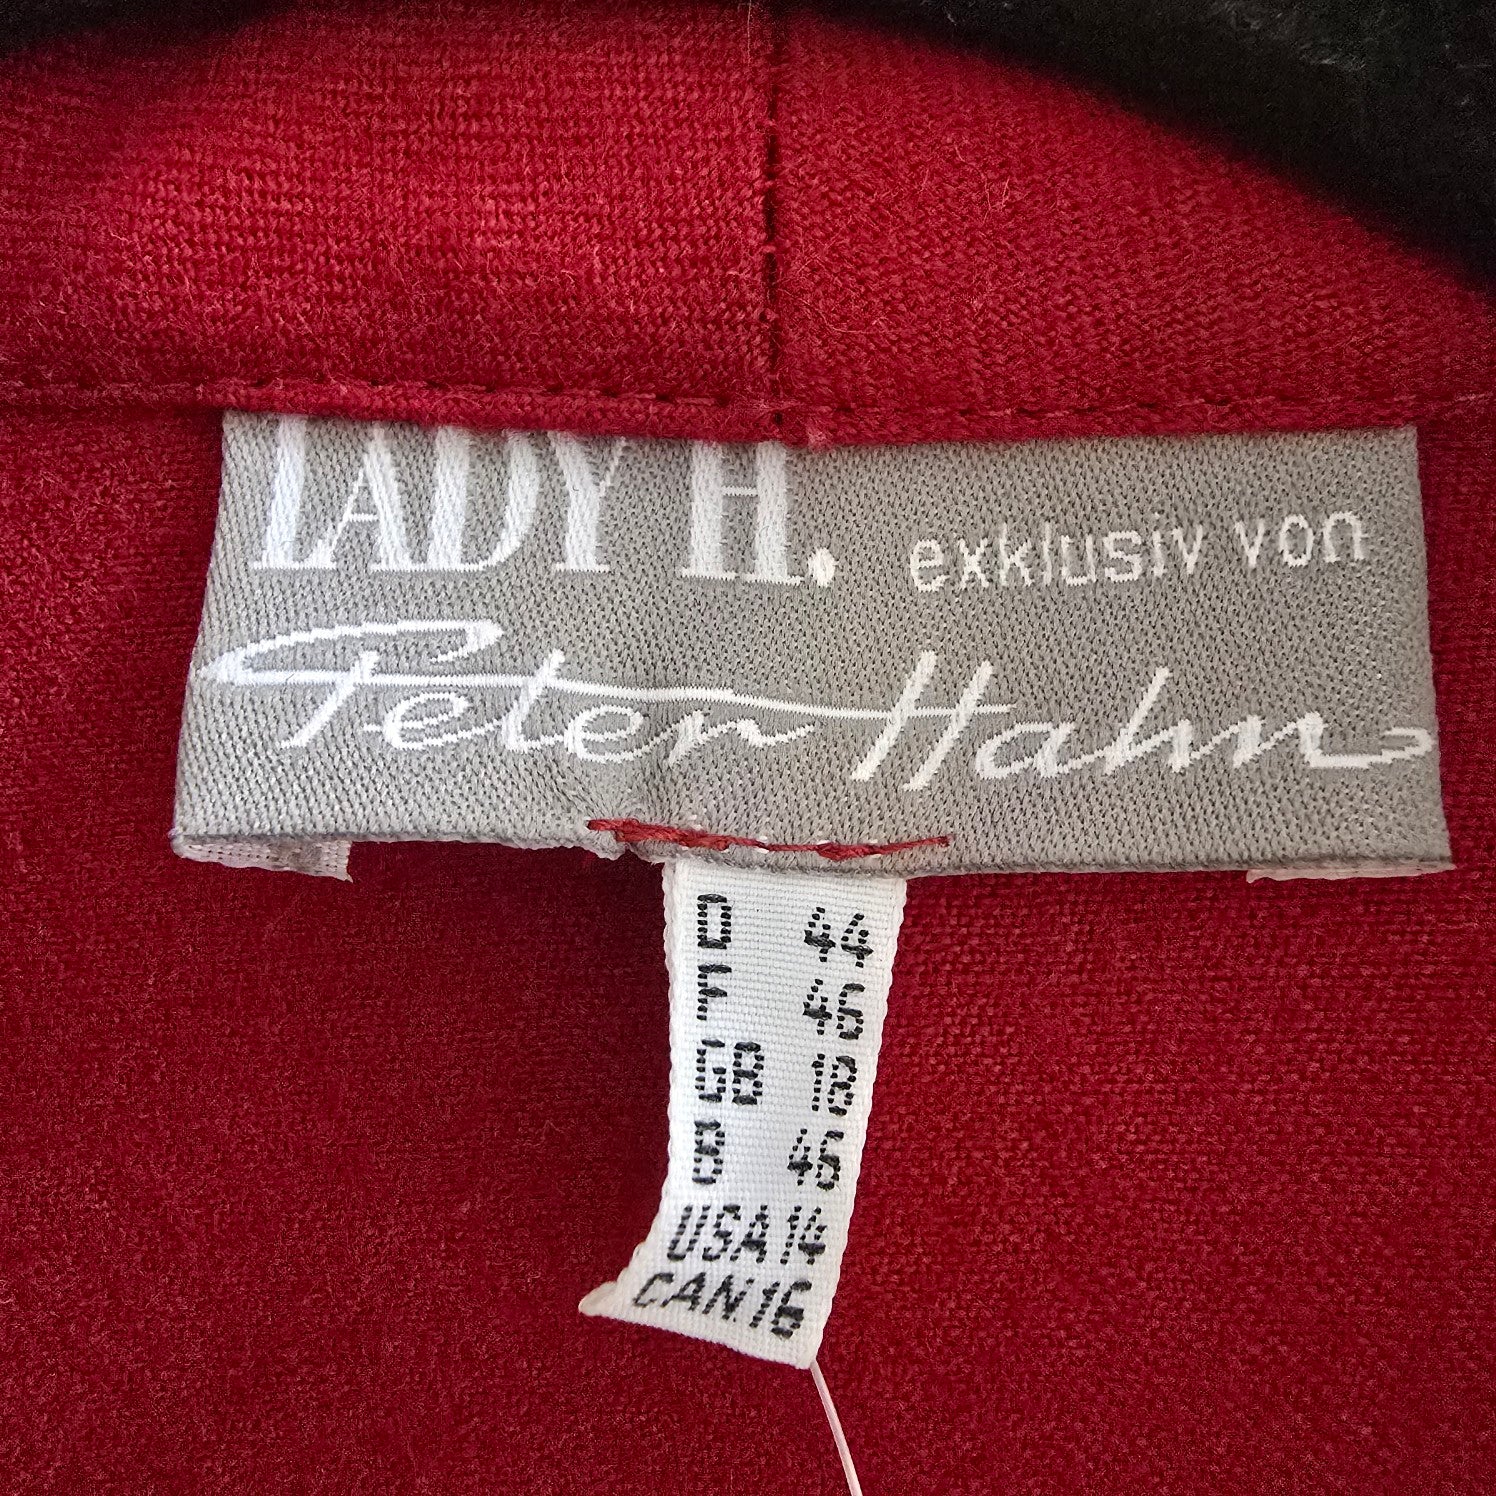 LADY H. exklusiv von
Peter Hahn
D 44
F 46
GB 18
B 46
USA 14
CAN. 16